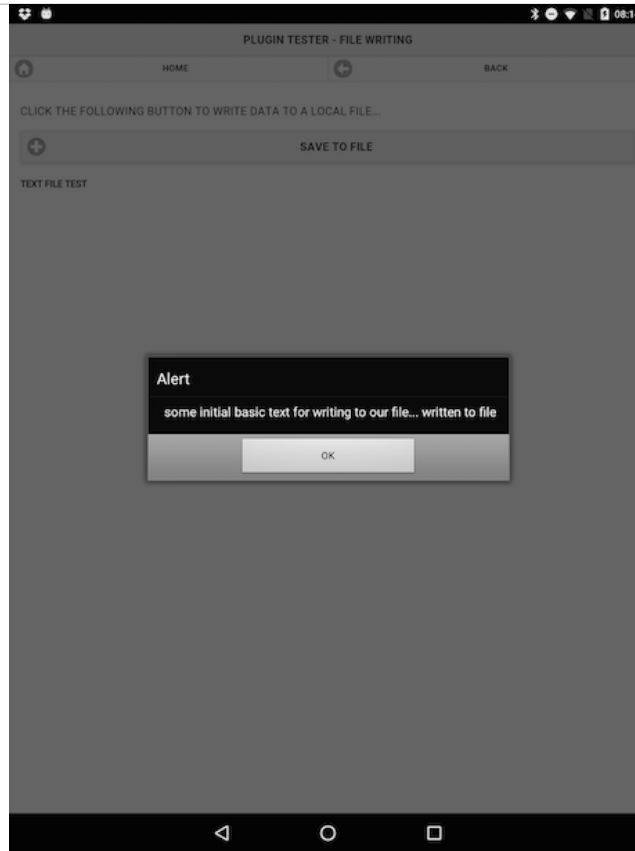 PLUGIN TESTER - FILE WRITING
HOME
BACK
CLICK THE FOLLOWING BUTTON TO WRITE DATA TO A LOCAL FILE...
SAVE TO FILE
TEXT FILE TEST
Alert
some initial basic text for writing to our file... written to file
OK